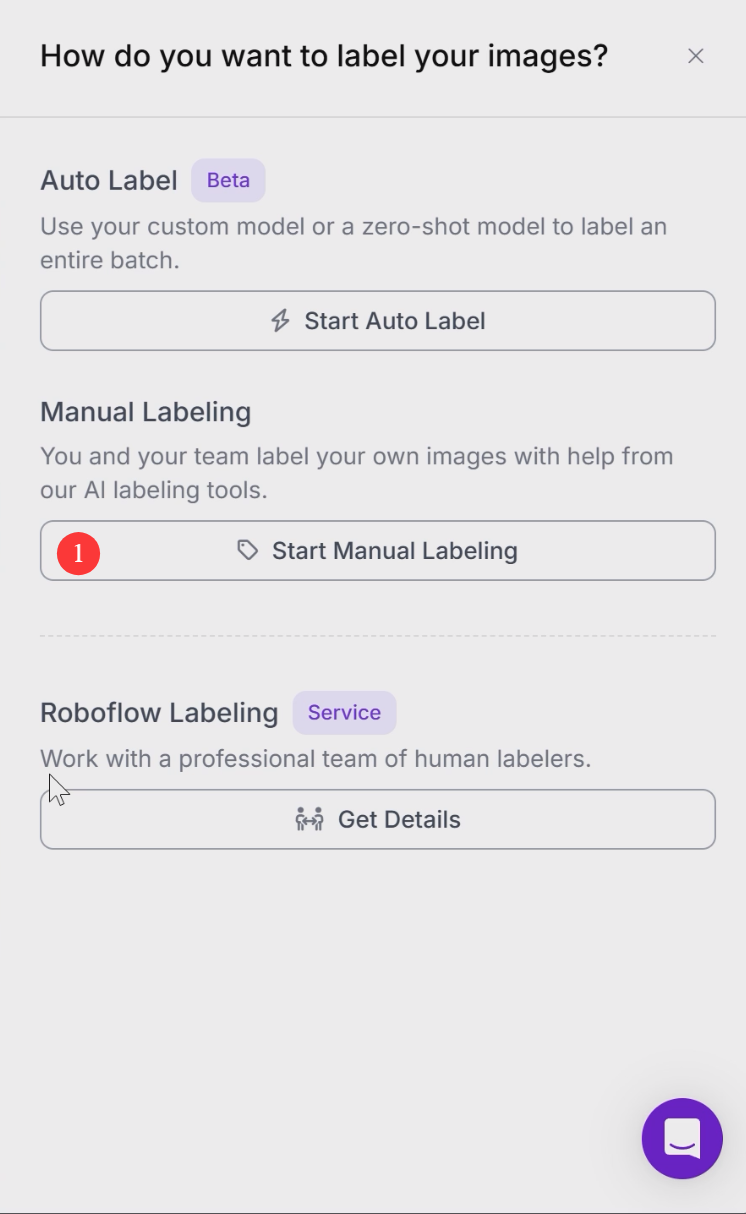 How do you want to label your images?
Auto Label Beta
Use your custom model or a zero-shot model to label an
entire batch.
Start Auto Label
Manual Labeling
You and your team label your own images with help from
our AI labeling tools.
1 Start Manual Labeling
Roboflow Labeling Service
Work with a professional team of human labelers.
Get Details